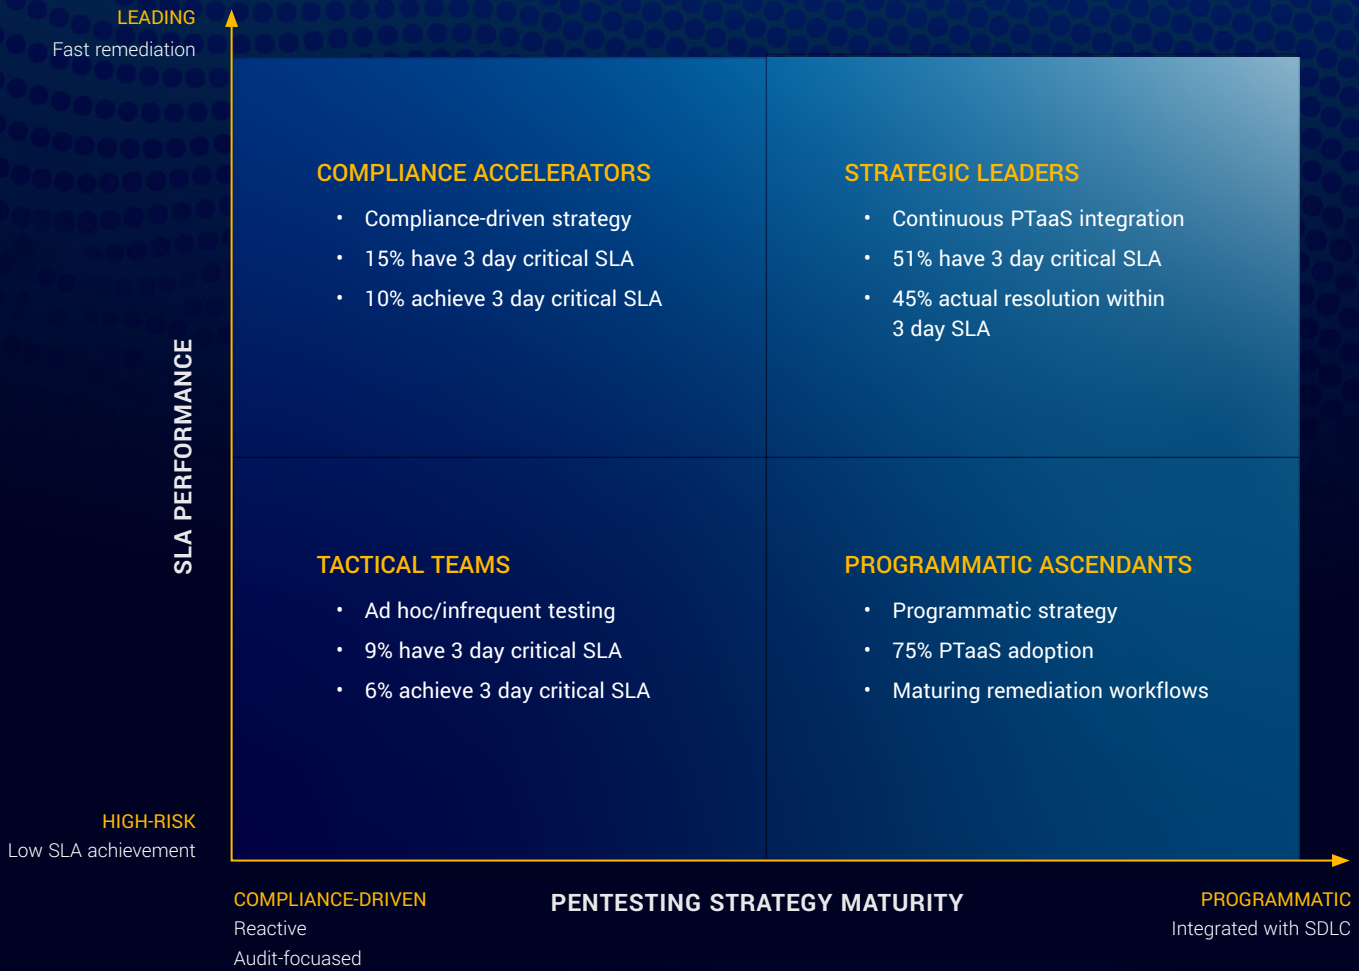 LEADING
Fast remediation
COMPLIANCE ACCELERATORS
• Compliance-driven strategy
• 15% have 3 day critical SLA
• 10% achieve 3 day critical SLA
STRATEGIC LEADERS
• Continuous PTaaS integration
• 51% have 3 day critical SLA
• 45% actual resolution within
3 day SLA
SLA PERFORMANCE
TACTICAL TEAMS
• Ad hoc/infrequent testing
• 9% have 3 day critical SLA
• 6% achieve 3 day critical SLA
PROGRAMMATIC ASCENDANTS
• Programmatic strategy
• 75% PTaaS adoption
• Maturing remediation workflows
HIGH-RISK
Low SLA achievement
COMPLIANCE-DRIVEN
Reactive
Audit-focuased
PENTESTING STRATEGY MATURITY
PROGRAMMATIC
Integrated with SDLC